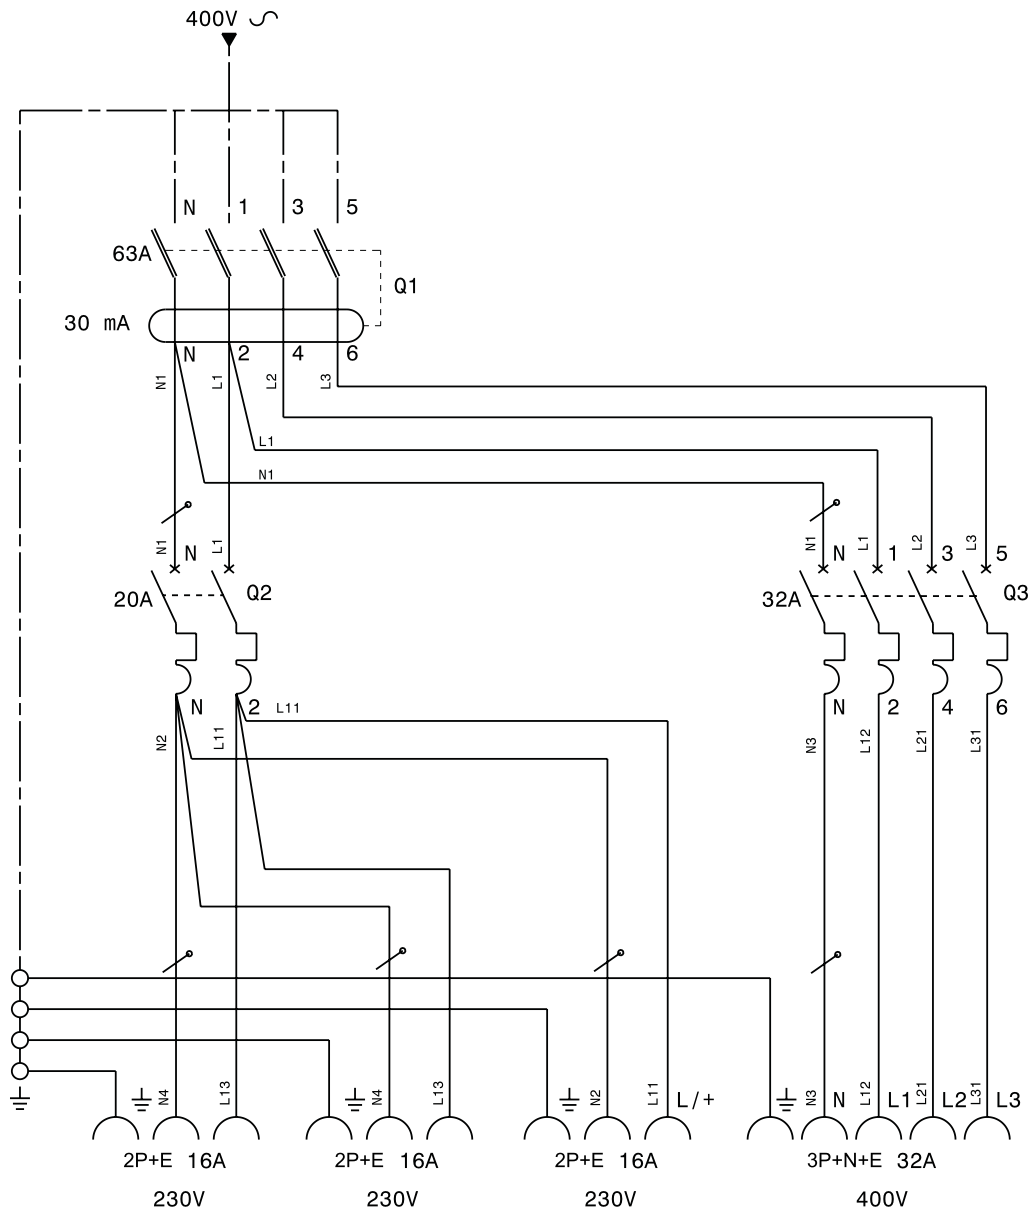 400V
N 1 3 5
63A
Q1
30 mA
N 2 4 6
N1 L1 L2 L3
L1
N1
N1 N L1
N1 N L1 1 L2 3 L3 5
20A Q2
32A Q3
N 2 L11
N 2 4 6
N2 L11
N3 L12 L21 L31
N4 L13 N4 L13 N2 L11 L/+ N3 N L12 L1 L21 L2 L31 L3
2P+E 16A 2P+E 16A 2P+E 16A 3P+N+E 32A
230V 230V 230V 400V